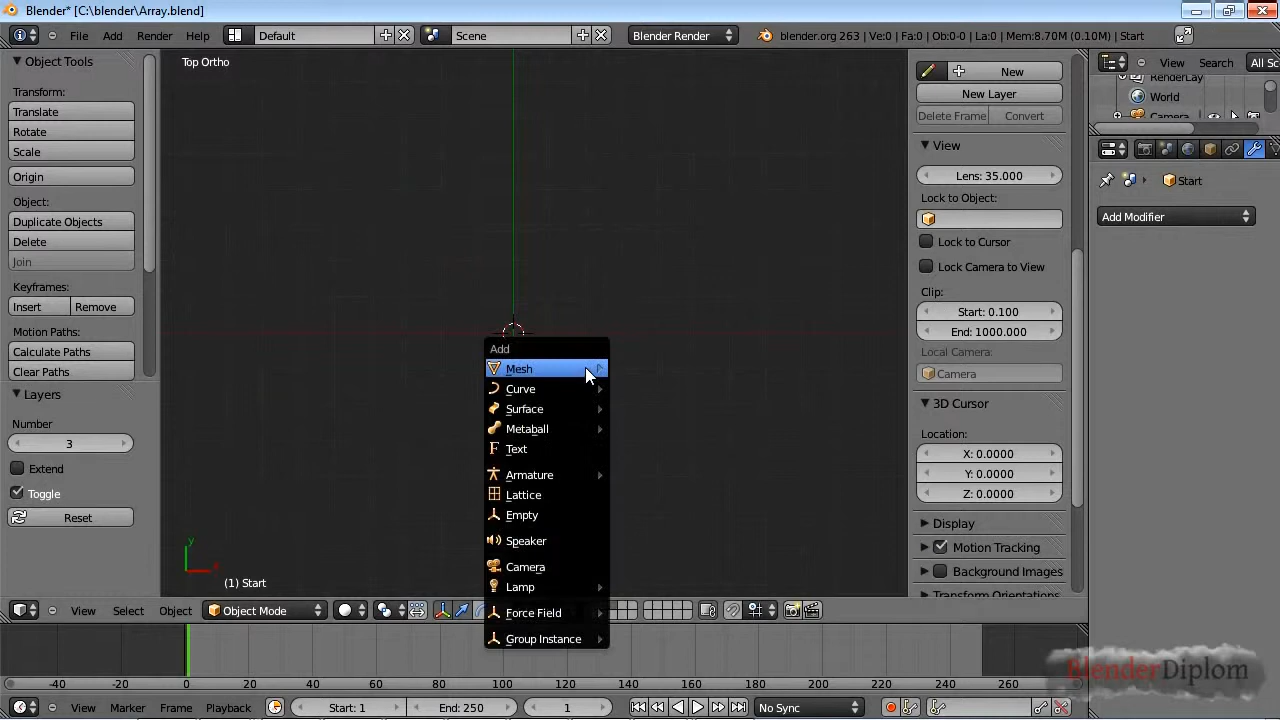 Blender* [C:\blender\Array.blend]
File Add Render Help Default Scene Blender Render blender.org 263 | Ve:0 | Fa:0 | Ob:0-0 | La:0 | Mem:8.70M (0.10M) | Start
Object Tools
Transform:
Translate
Rotate
Scale
Origin
Object:
Duplicate Objects
Delete
Join
Keyframes:
Insert Remove
Motion Paths:
Calculate Paths
Clear Paths
Layers
Number
3
Extend
Toggle
Reset
Top Ortho
Add
Mesh
Curve
Surface
Metaball
Text
Armature
Lattice
Empty
Speaker
Camera
Lamp
Force Field
Group Instance
y
x
(1) Start
New
New Layer
Delete Frame Convert
View
Lens: 35.000
Lock to Object:
Lock to Cursor
Lock Camera to View
Clip:
Start: 0.100
End: 1000.000
Local Camera:
Camera
3D Cursor
Location:
X: 0.0000
Y: 0.0000
Z: 0.0000
Display
Motion Tracking
Background Images
Transform Orientations
View Search All Sc
RenderLay
World
Camera
Start
Add Modifier
View Select Object Object Mode
-40 -20 0 20 40 60 80 100 120 140 160 180 200 220 240 260
View Marker Frame Playback Start: 1 End: 250 1 No Sync
BlenderDiplom